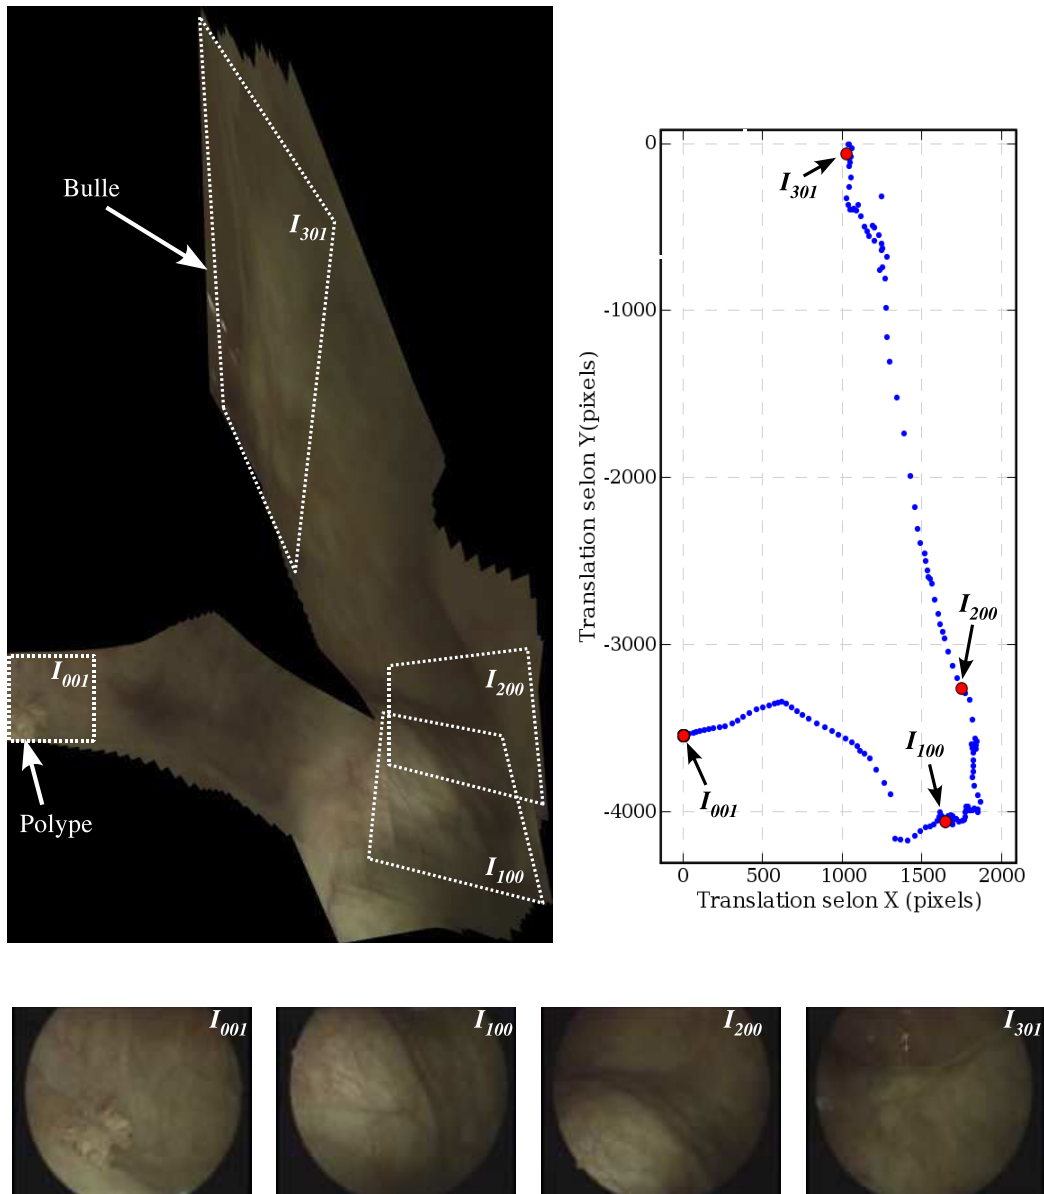 Bulle
I301
I001
I200
I100
Polype
0
-1000
-2000
-3000
-4000
Translation selon Y(pixels)
I301
I200
I100
I001
0 500 1000 1500 2000
Translation selon X (pixels)
I001 I100 I200 I301